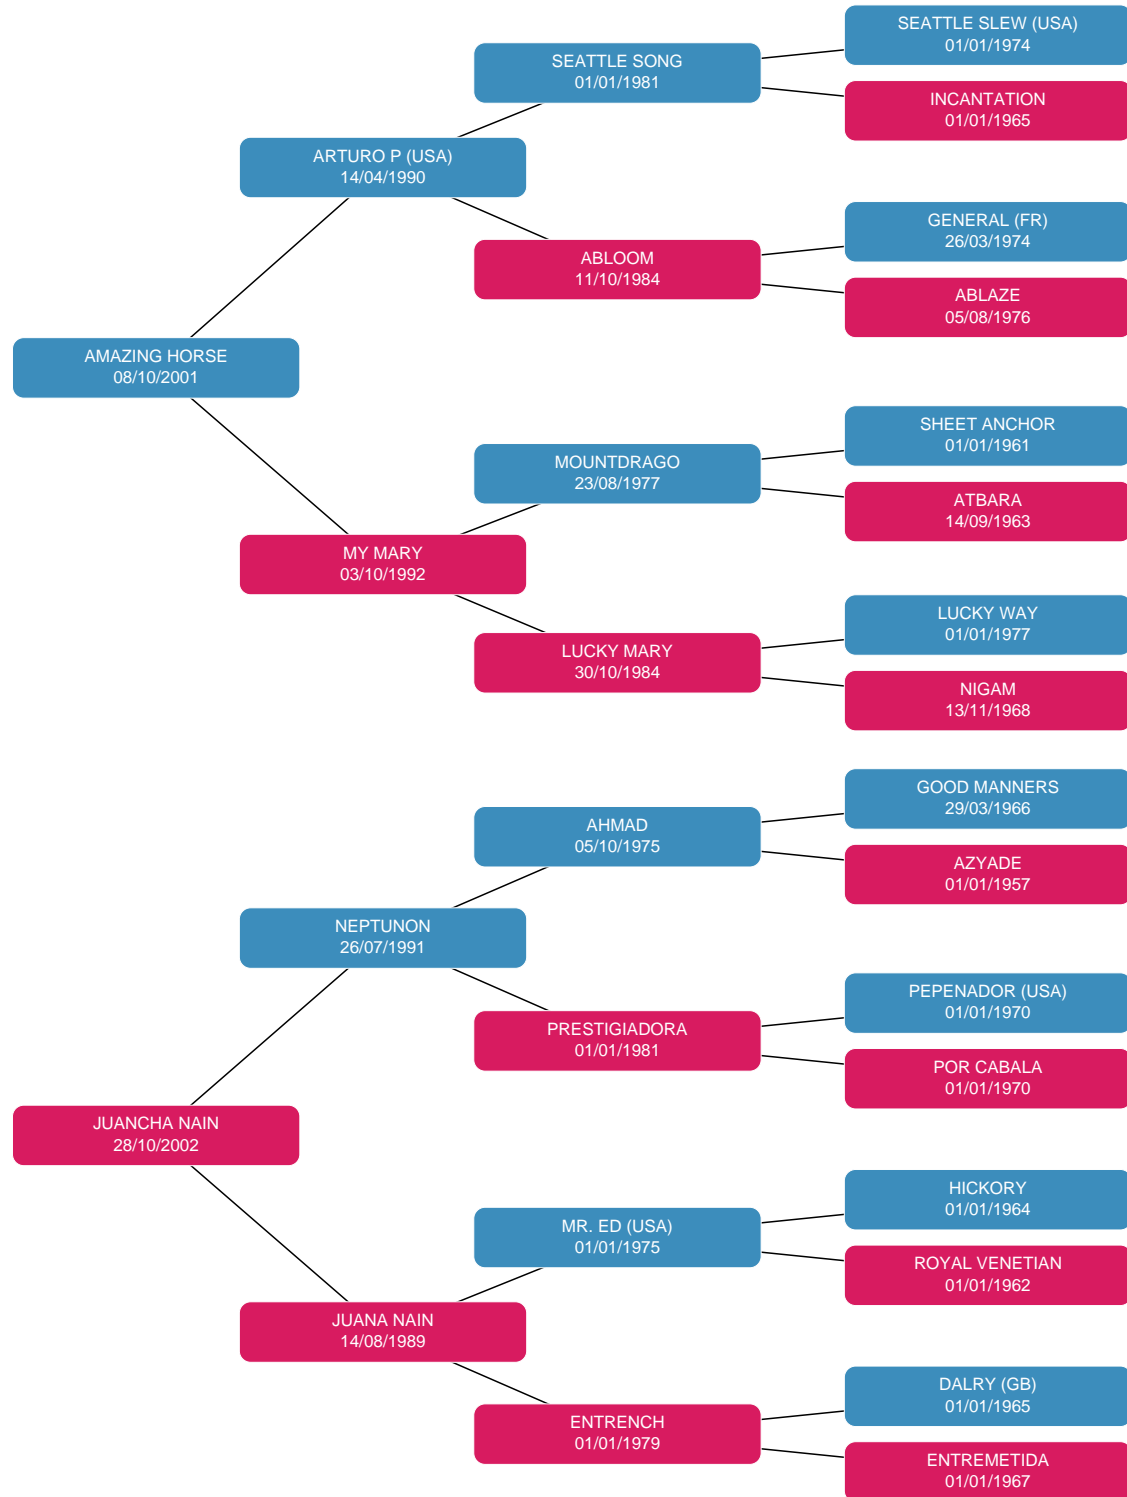 SEATTLE SLEW (USA)
01/01/1974
SEATTLE SONG
01/01/1981
INCANTATION
01/01/1965
ARTURO P (USA)
14/04/1990
GENERAL (FR)
26/03/1974
ABLOOM
11/10/1984
ABLAZE
05/08/1976
AMAZING HORSE
08/10/2001
SHEET ANCHOR
01/01/1961
MOUNTDRAGO
23/08/1977
ATBARA
14/09/1963
MY MARY
03/10/1992
LUCKY WAY
01/01/1977
LUCKY MARY
30/10/1984
NIGAM
13/11/1968
GOOD MANNERS
29/03/1966
AHMAD
05/10/1975
AZYADE
01/01/1957
NEPTUNON
26/07/1991
PEPENADOR (USA)
01/01/1970
PRESTIGIADORA
01/01/1981
POR CABALA
01/01/1970
JUANCHA NAIN
28/10/2002
HICKORY
01/01/1964
MR. ED (USA)
01/01/1975
ROYAL VENETIAN
01/01/1962
JUANA NAIN
14/08/1989
DALRY (GB)
01/01/1965
ENTRENCH
01/01/1979
ENTREMETIDA
01/01/1967